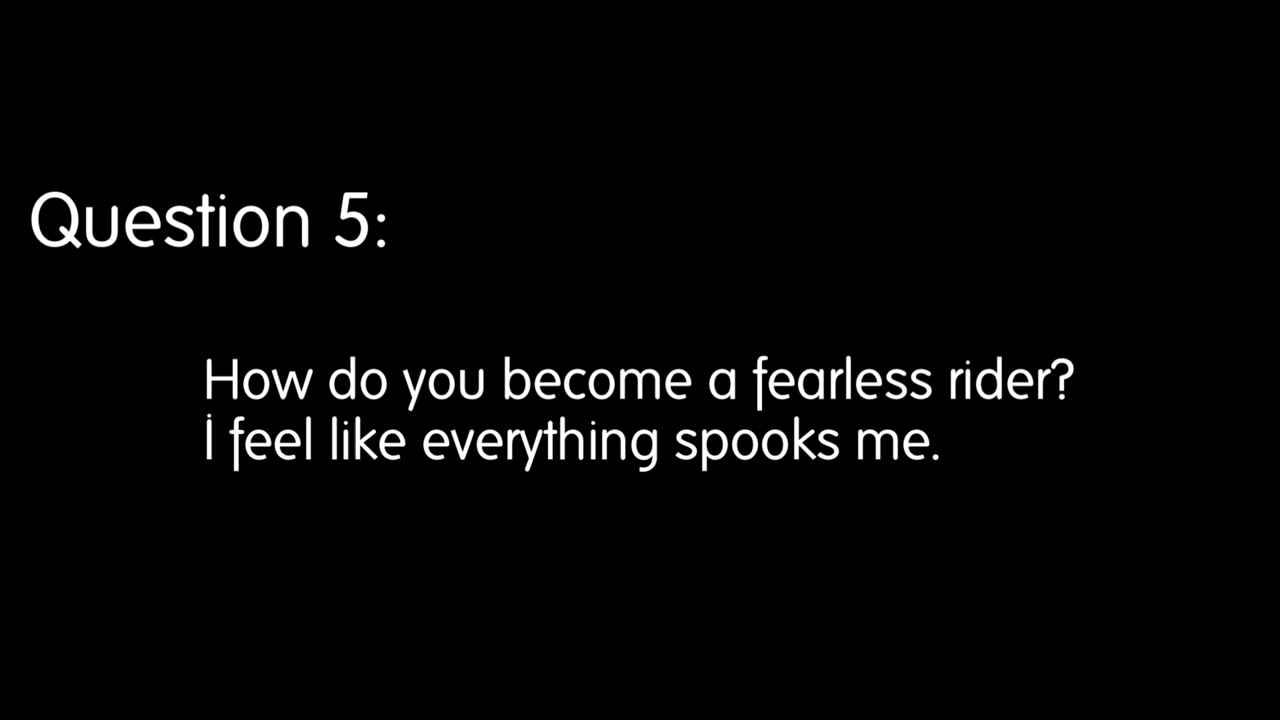 Question 5:
How do you become a fearless rider?
I feel like everything spooks me.